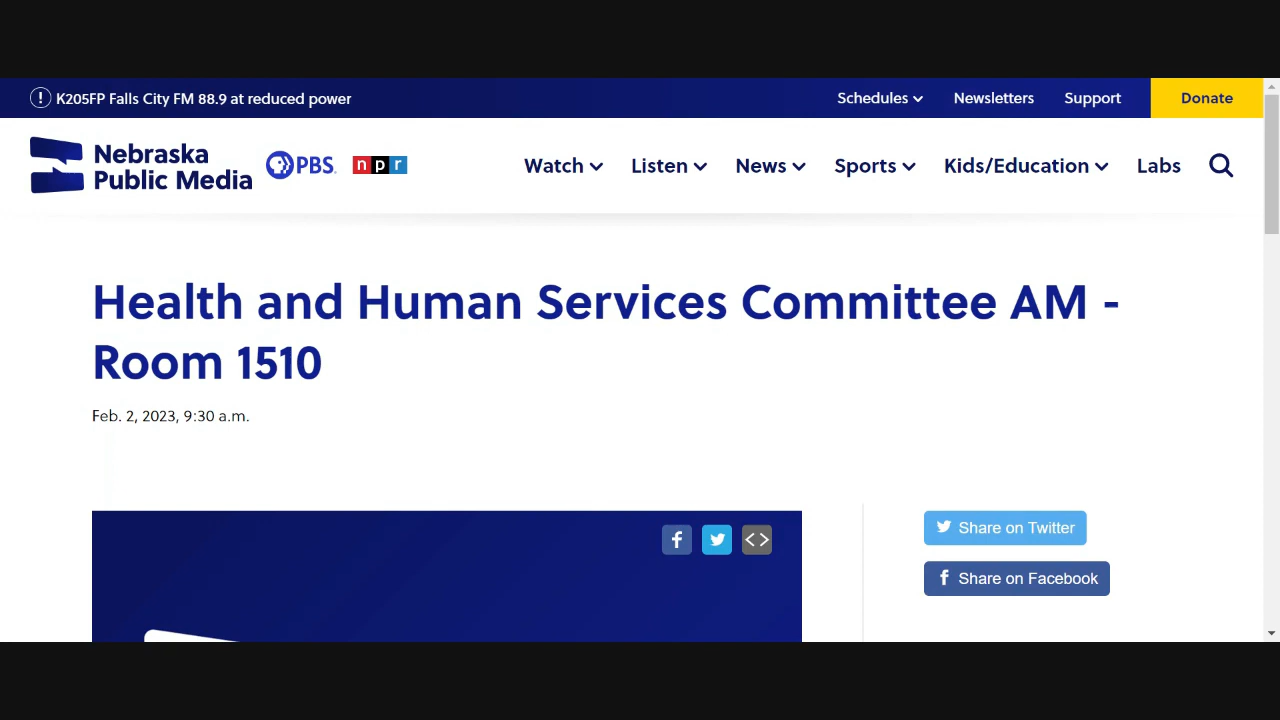 K205FP Falls City FM 88.9 at reduced power
Schedules Newsletters Support Donate
Nebraska
Public Media
PBS.
npr
Watch Listen News Sports Kids/Education Labs
Health and Human Services Committee AM -
Room 1510
Feb. 2, 2023, 9:30 a.m.
Share on Twitter
Share on Facebook